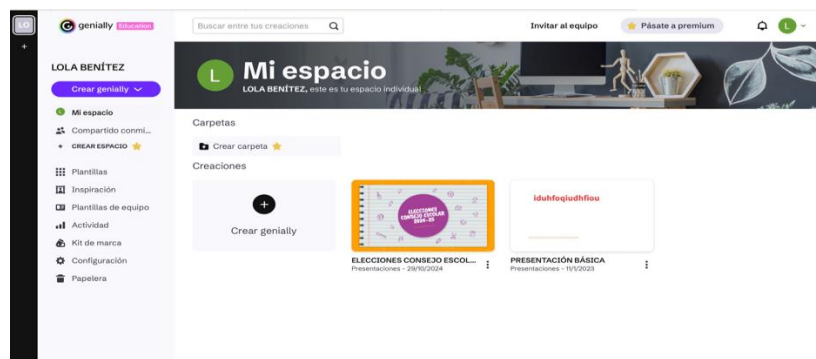 LO
genially Education
Buscar entre tus creaciones
Invitar al equipo
Pásate a premium
L
+
LOLA BENÍTEZ
Crear genially
Mi espacio
Compartido conmi...
+ CREAR ESPACIO
Plantillas
Inspiración
Plantillas de equipo
Actividad
Kit de marca
Configuración
Papelera
L
Mi espacio
LOLA BENÍTEZ, este es tu espacio individual
Carpetas
Crear carpeta
Creaciones
Crear genially
ELECCIONES
CONSEJO ESCOLAR
2024-25
ELECCIONES CONSEJO ESCOL...
Presentaciones - 29/10/2024
iduhfoqiudhfiou
PRESENTACIÓN BÁSICA
Presentaciones - 11/1/2023